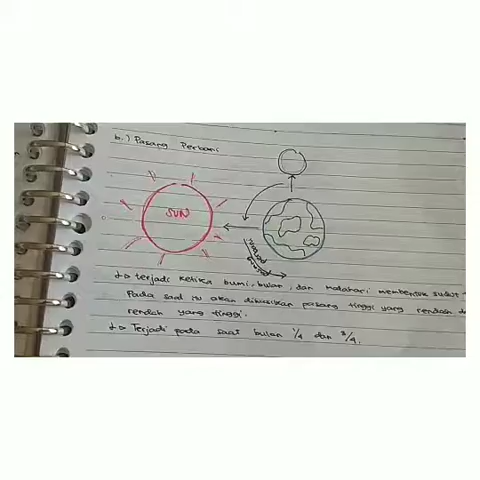 b.) Pasang Perbani
SUN
↳ terjadi ketika bumi, bulan, dan matahari membentuk sudut
Pada saat itu akan dihasilkan pasang tinggi yang rendah
rendah yang tinggi.
↳ Terjadi pada saat bulan 1/4 dan 3/4.